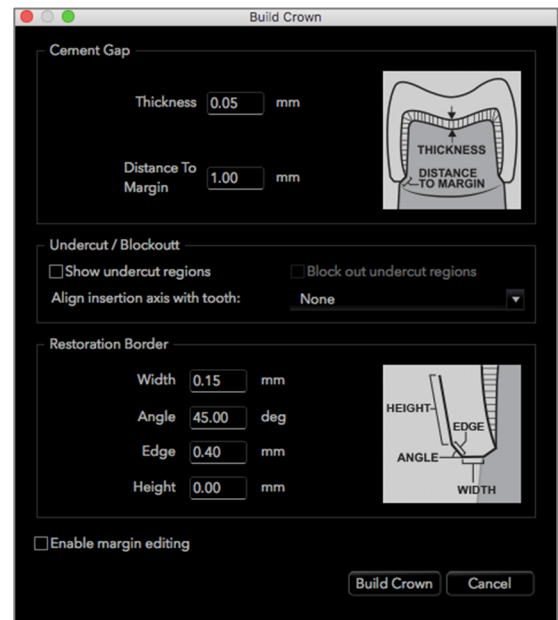 Build Crown
Cement Gap
Thickness 0.05 mm
Distance To
Margin 1.00 mm
THICKNESS
DISTANCE
TO MARGIN
Undercut / Blockoutt
Show undercut regions
Block out undercut regions
Align insertion axis with tooth: None
Restoration Border
Width 0.15 mm
Angle 45.00 deg
Edge 0.40 mm
Height 0.00 mm
HEIGHT
EDGE
ANGLE
WIDTH
Enable margin editing
Build Crown Cancel